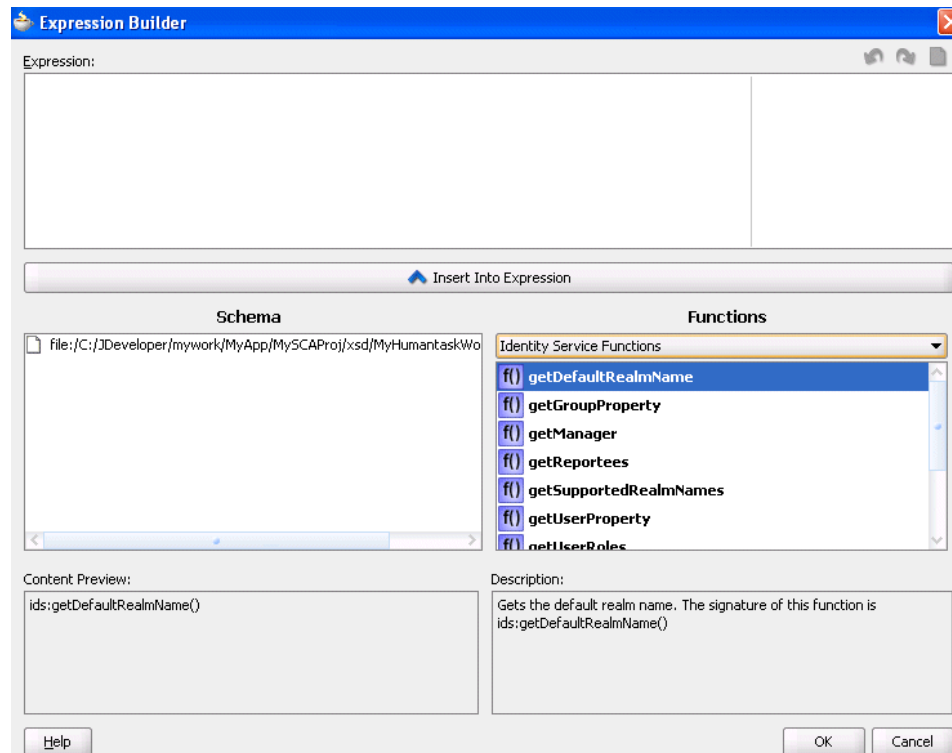 Expression Builder
Expression:
Insert Into Expression
Schema
Functions
file:/C:/JDeveloper/mywork/MyApp/MySCAProj/xsd/MyHumantaskWo
Identity Service Functions
f() getDefaultRealmName
f() getGroupProperty
f() getManager
f() getReportees
f() getSupportedRealmNames
f() getUserProperty
f() getUserRoles
Content Preview:
ids:getDefaultRealmName()
Description:
Gets the default realm name. The signature of this function is
ids:getDefaultRealmName()
Help
OK
Cancel